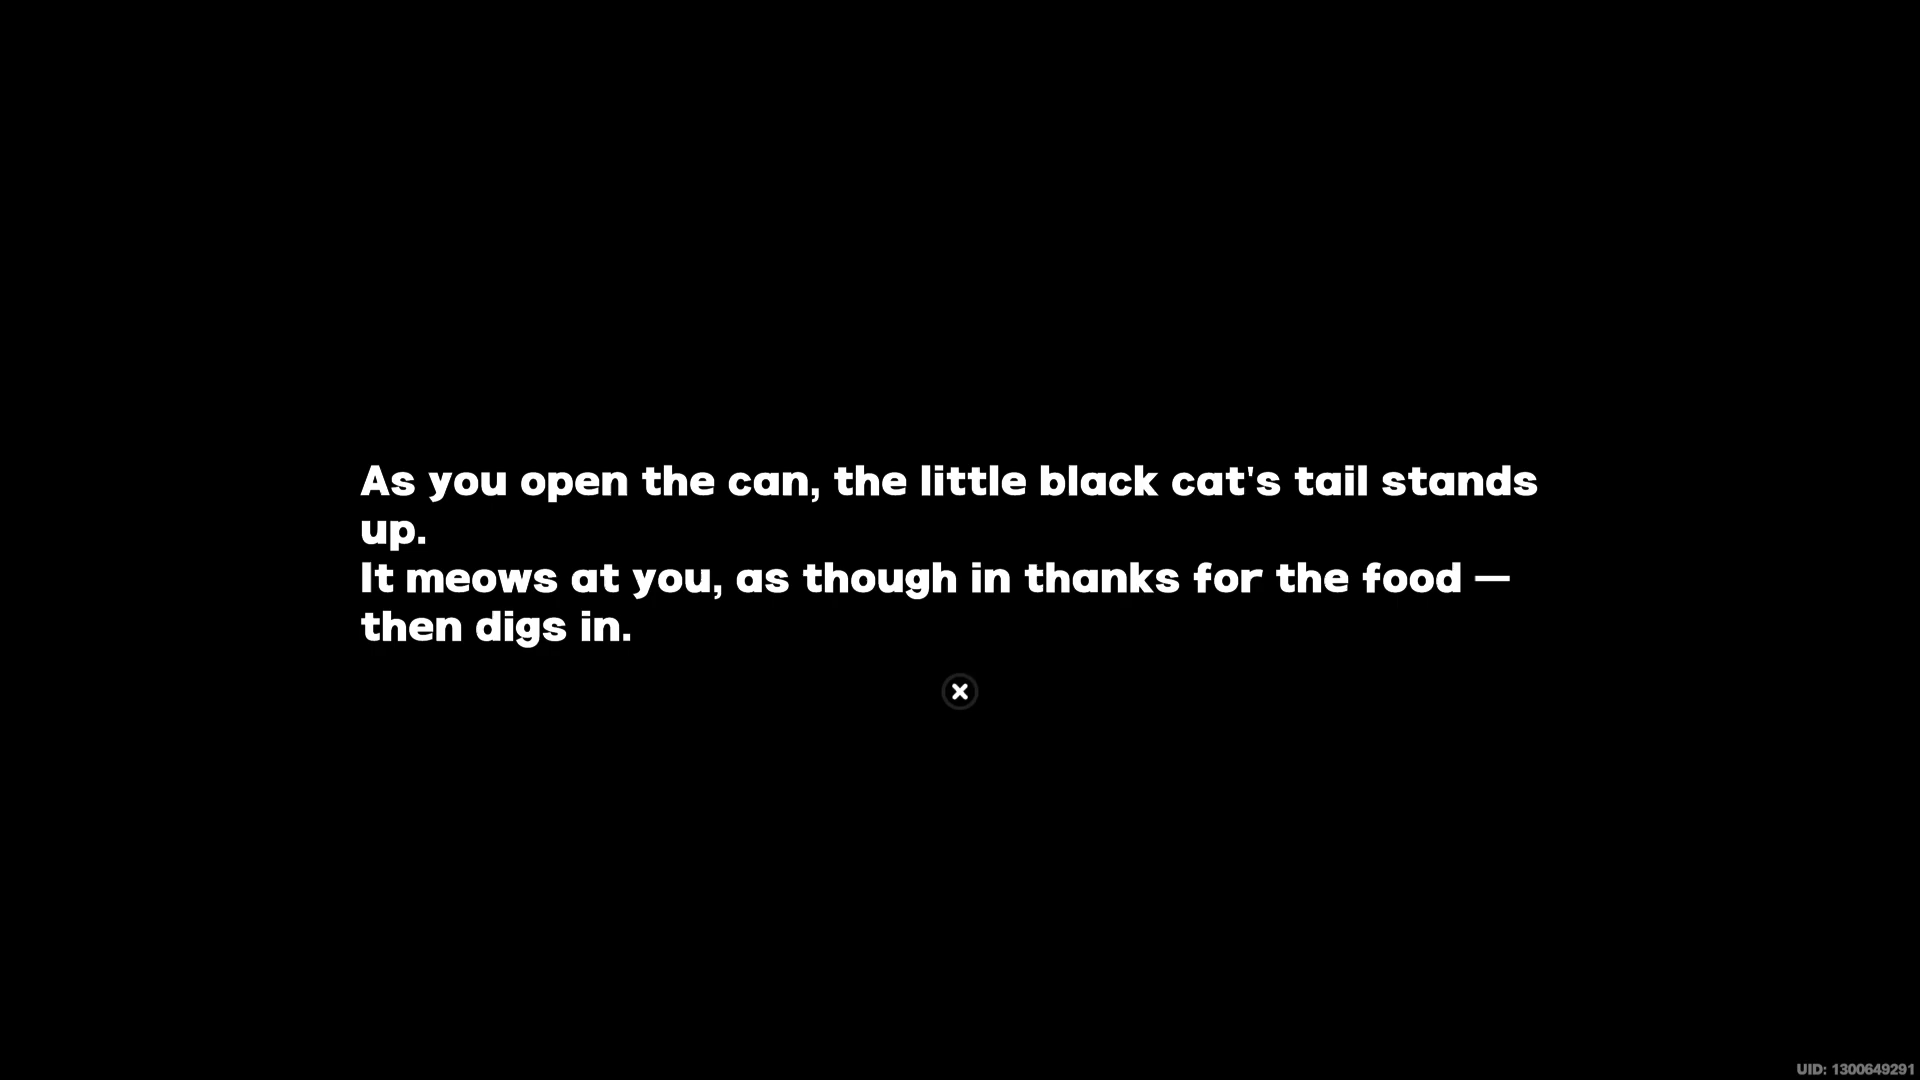 As you open the can, the little black cat's tail stands
up.
It meows at you, as though in thanks for the food —
then digs in.
UID: 1300649291